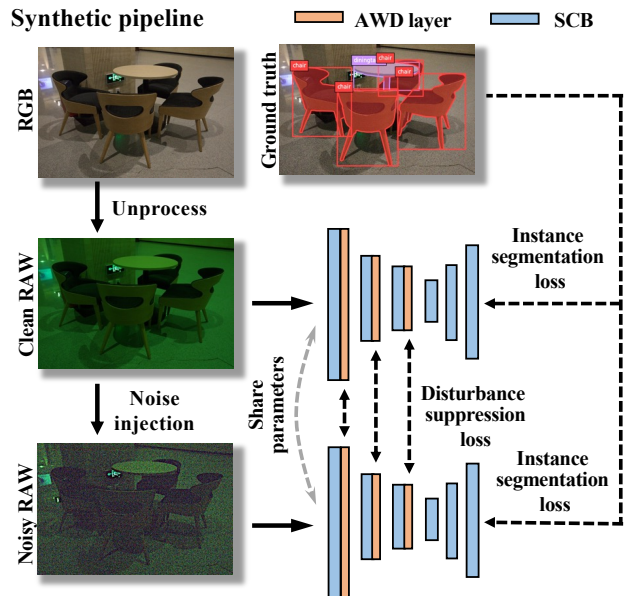 Synthetic pipeline
AWD layer
SCB
RGB
Ground truth
chair
dningta
chair
chair
chair
Unprocess
Clean RAW
Instance
segmentation
loss
Noise
injection
Share
parameters
Disturbance
suppression
loss
Noisy RAW
Instance
segmentation
loss